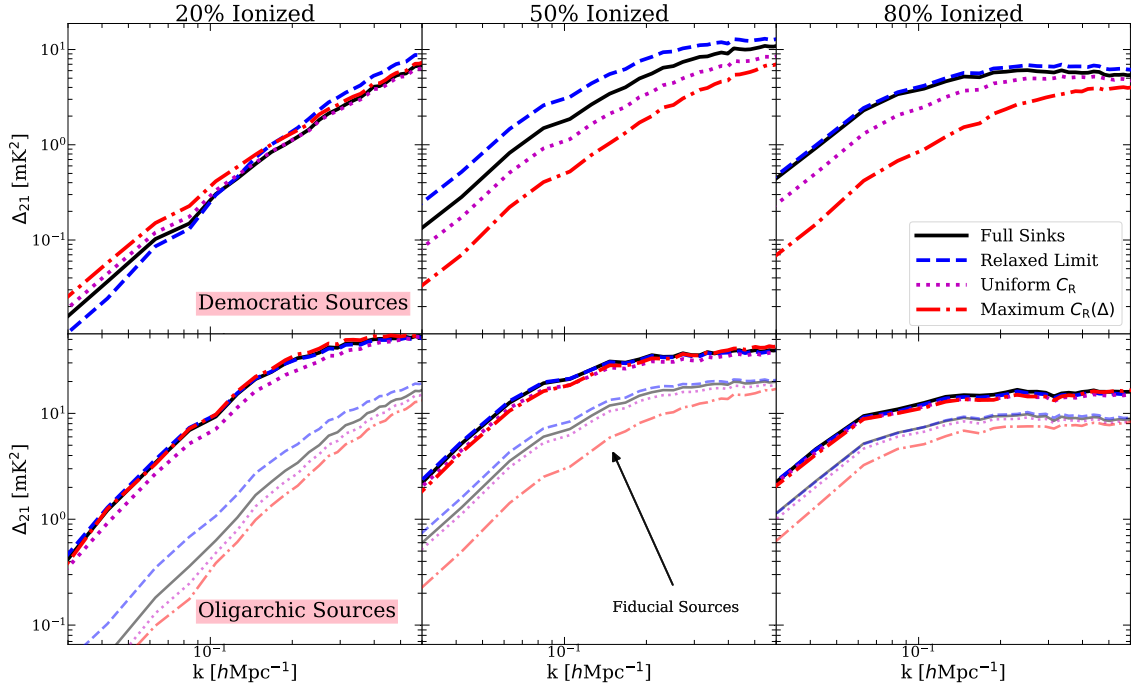 20% Ionized
50% Ionized
80% Ionized
10¹
10⁰
10⁻¹
Δ₂₁ [mK²]
Democratic Sources
Full Sinks
Relaxed Limit
Uniform C_R
Maximum C_R(Δ)
10¹
10⁰
10⁻¹
Δ₂₁ [mK²]
Oligarchic Sources
Fiducial Sources
10⁻¹
10⁻¹
10⁻¹
k [hMpc⁻¹]
k [hMpc⁻¹]
k [hMpc⁻¹]